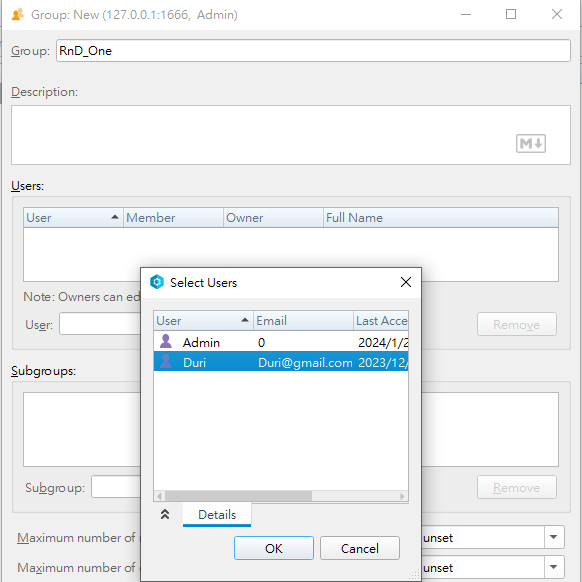 Group: New (127.0.0.1:1666, Admin)
Group: RnD_One
Description:
M
Users:
User Member Owner Full Name
Note: Owners can ed
User: Remove
Select Users
User Email Last Acce
Admin 0 2024/1/2
Duri Duri@gmail.com 2023/12/
Details
OK Cancel
Subgroups:
Subgroup: Remove
Maximum number of unset
Maximum number of unset